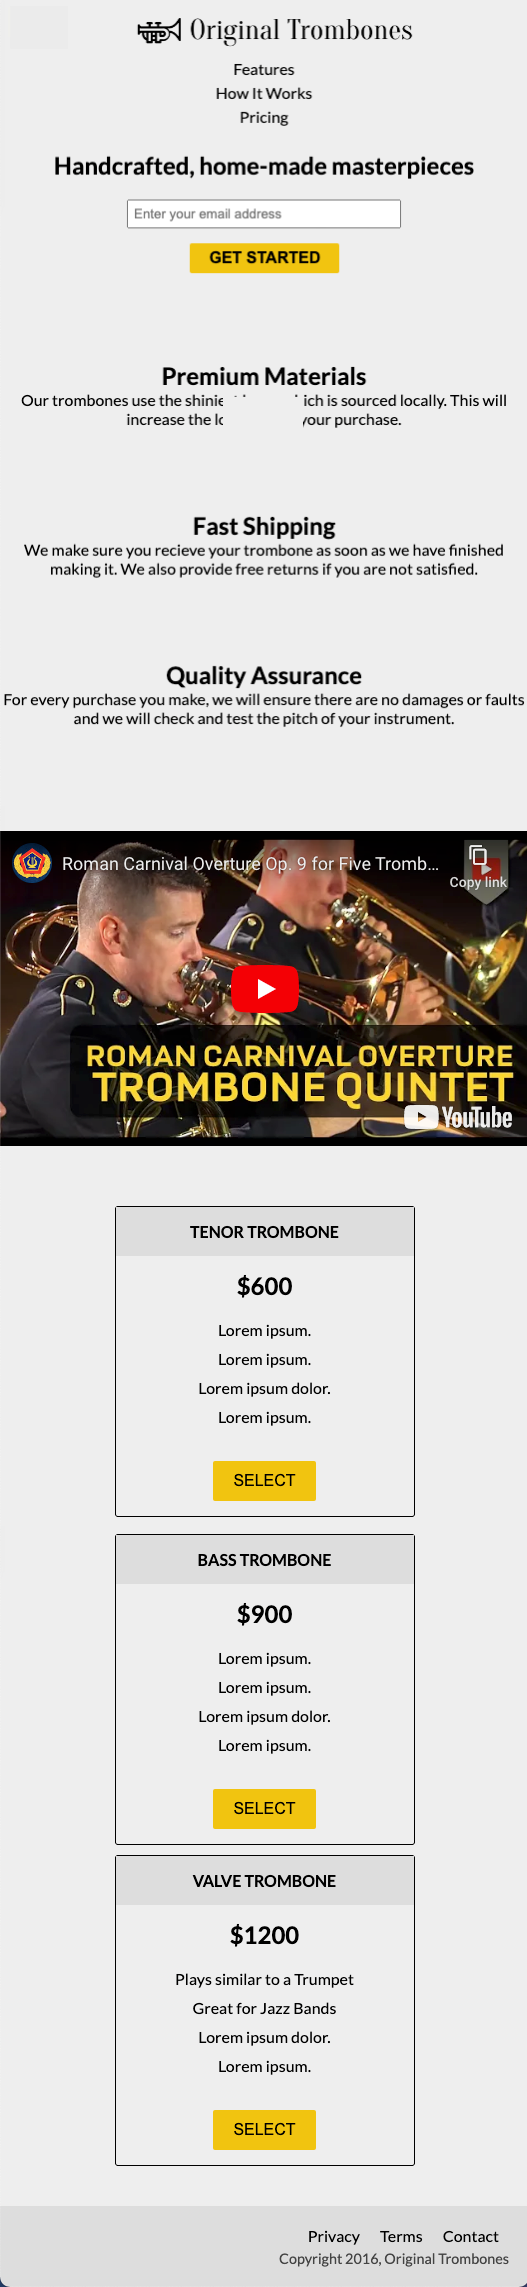 Original Trombones
Features
How It Works
Pricing
Handcrafted, home-made masterpieces
Enter your email address
GET STARTED
Premium Materials
Our trombones use the is sourced locally. This will
increase the your purchase.
Fast Shipping
We make sure you recieve your trombone as soon as we have finished
making it. We also provide free returns if you are not satisfied.
Quality Assurance
For every purchase you make, we will ensure there are no damages or faults
and we will check and test the pitch of your instrument.
Roman Carnival Overture Op. 9 for Five Tromb...
Copy link
ROMAN CARNIVAL OVERTURE
TROMBONE QUINTET
YouTube
TENOR TROMBONE
$600
Lorem ipsum.
Lorem ipsum.
Lorem ipsum dolor.
Lorem ipsum.
SELECT
BASS TROMBONE
$900
Lorem ipsum.
Lorem ipsum.
Lorem ipsum dolor.
Lorem ipsum.
SELECT
VALVE TROMBONE
$1200
Plays similar to a Trumpet
Great for Jazz Bands
Lorem ipsum dolor.
Lorem ipsum.
SELECT
Privacy Terms Contact
Copyright 2016, Original Trombones